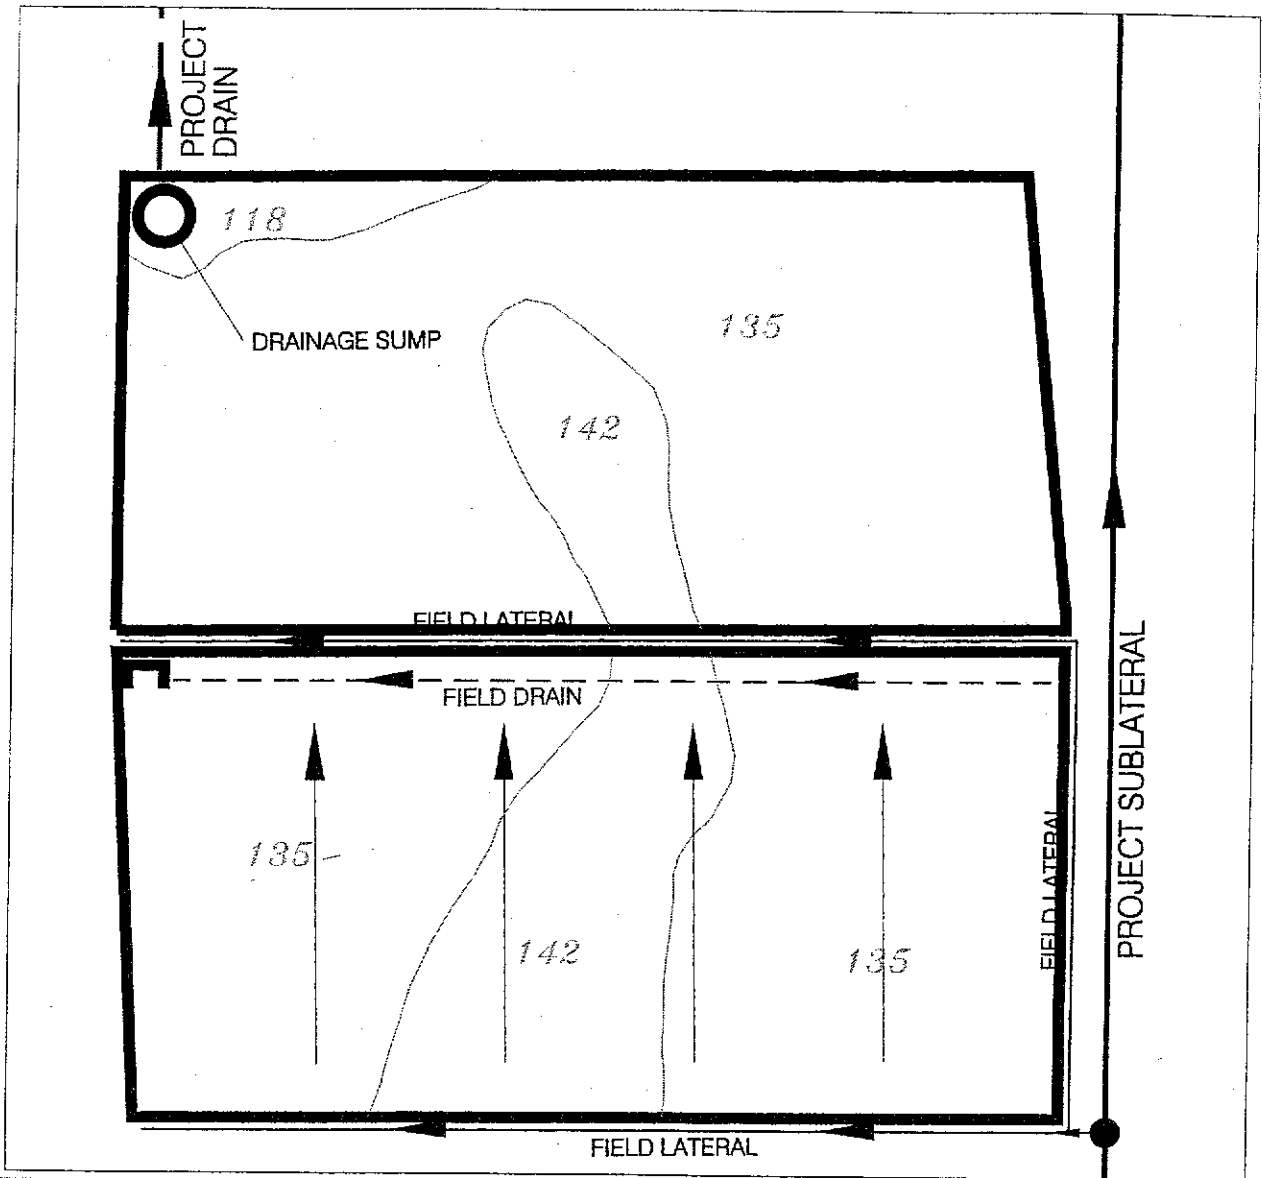 PROJECT
DRAIN
118
DRAINAGE SUMP
135
142
FIELD LATERAL
FIELD DRAIN
135
142
135
FIELD LATERAL
PROJECT SUBLATERAL
FIELD LATERAL